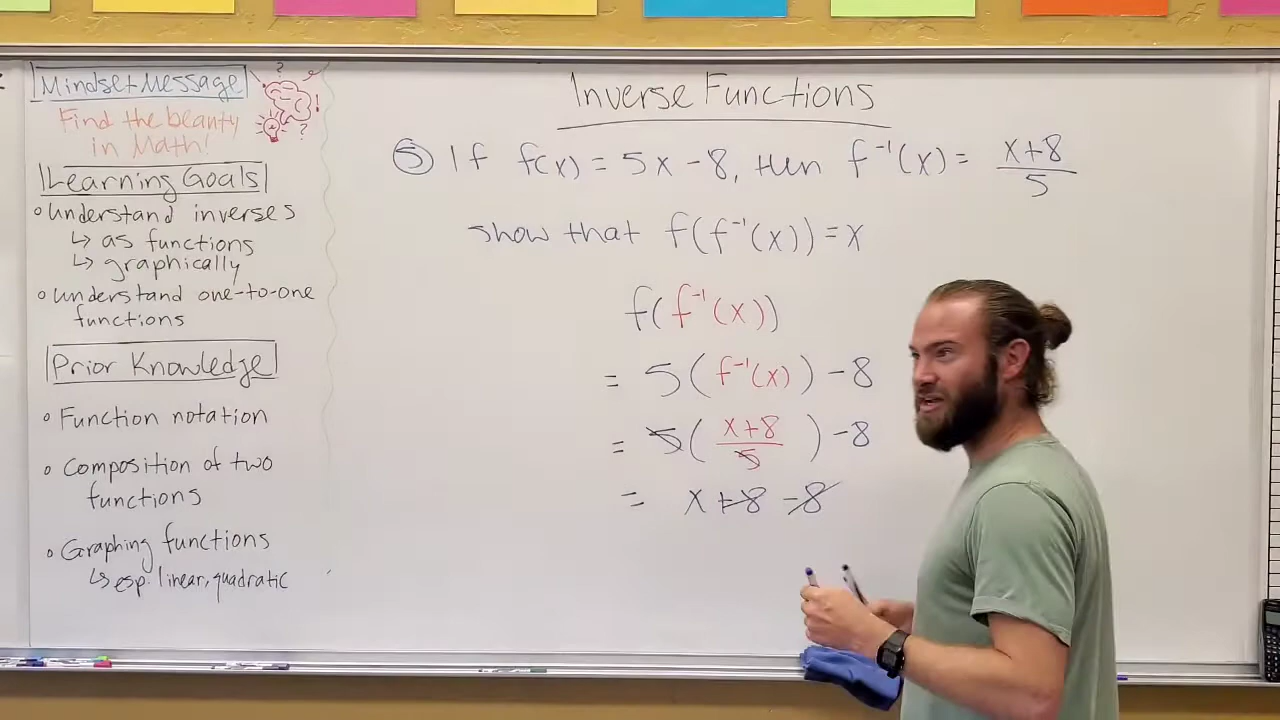 Mindset Message
Find the beauty
in Math!
Learning Goals
Understand inverses
↳ as functions
↳ graphically
Understand one-to-one
functions
Prior Knowledge
Function notation
Composition of two
functions
Graphing functions
↳ esp. linear, quadratic
Inverse Functions
⑤ If f(x) = 5x - 8, then f⁻¹(x) = (x+8)/5
show that f(f⁻¹(x)) = x
f(f⁻¹(x))
= 5(f⁻¹(x)) - 8
= 5((x+8)/5) - 8
= x + 8 - 8